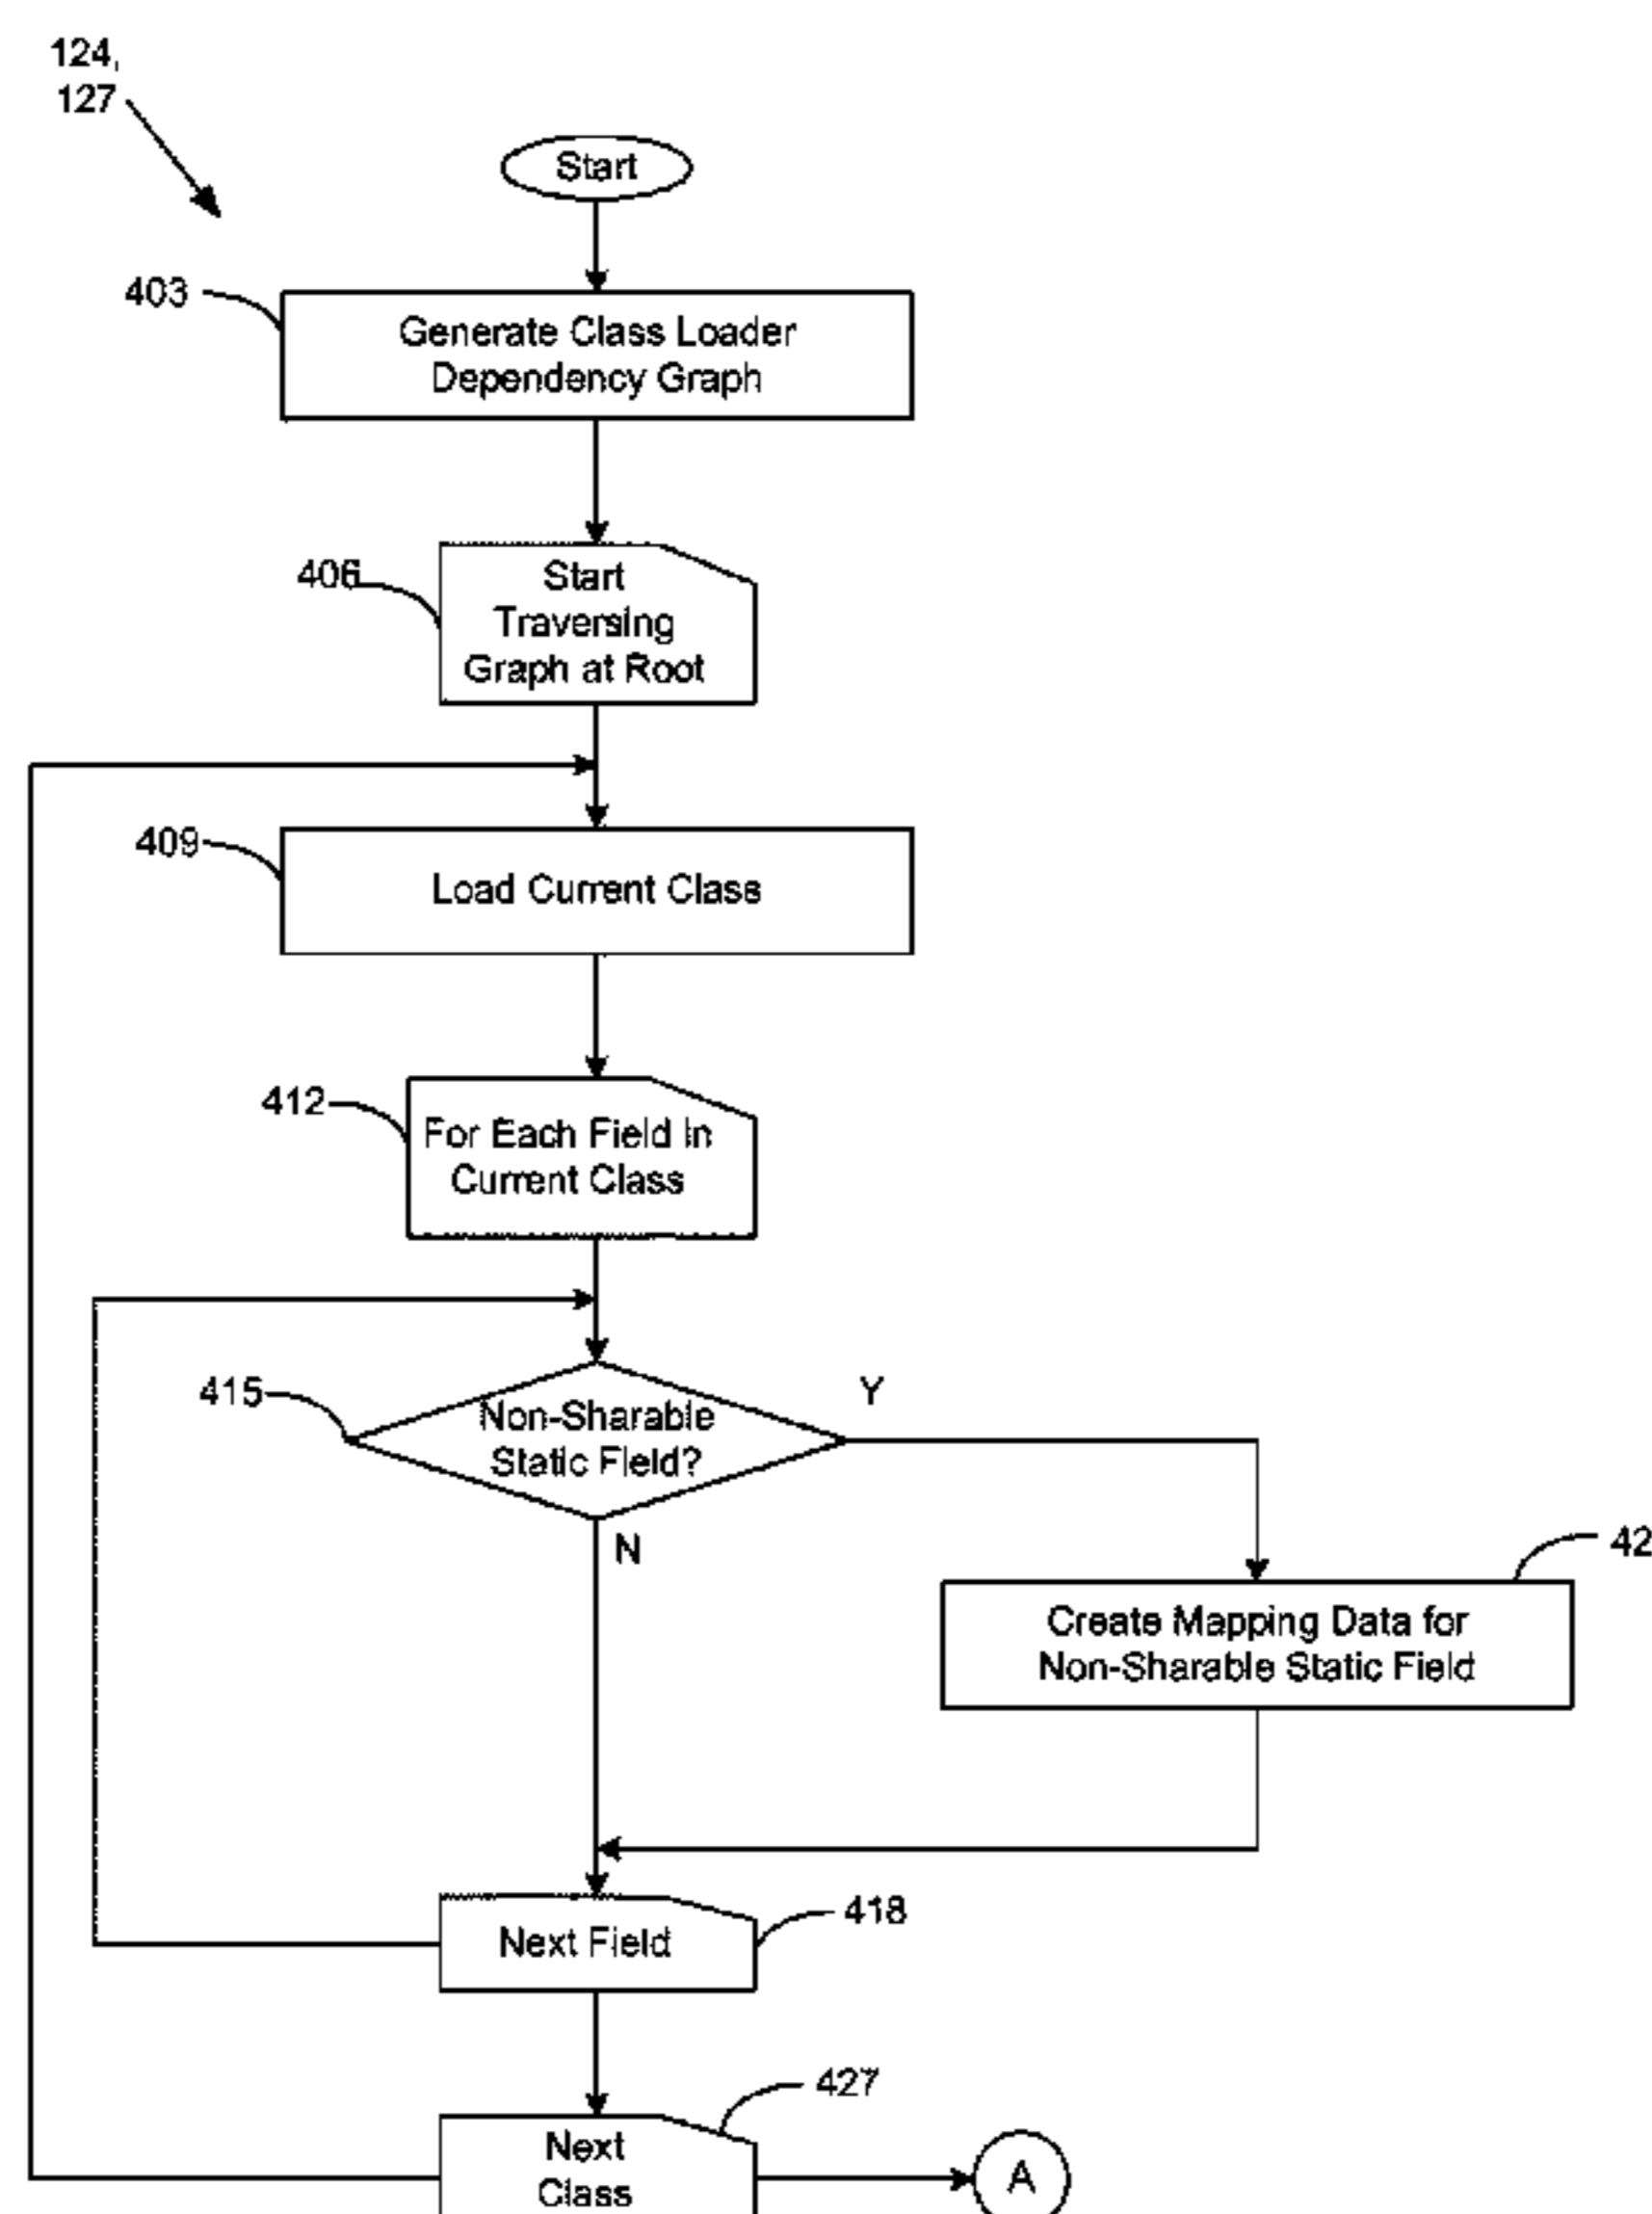 124,
127
Start
403
Generate Class Loader
Dependency Graph
406
Start
Traversing
Graph at Root
409
Load Current Class
412
For Each Field In
Current Class
415
Non-Sharable
Static Field?
Y
N
42
Create Mapping Data for
Non-Sharable Static Field
418
Next Field
427
Next
Class
A